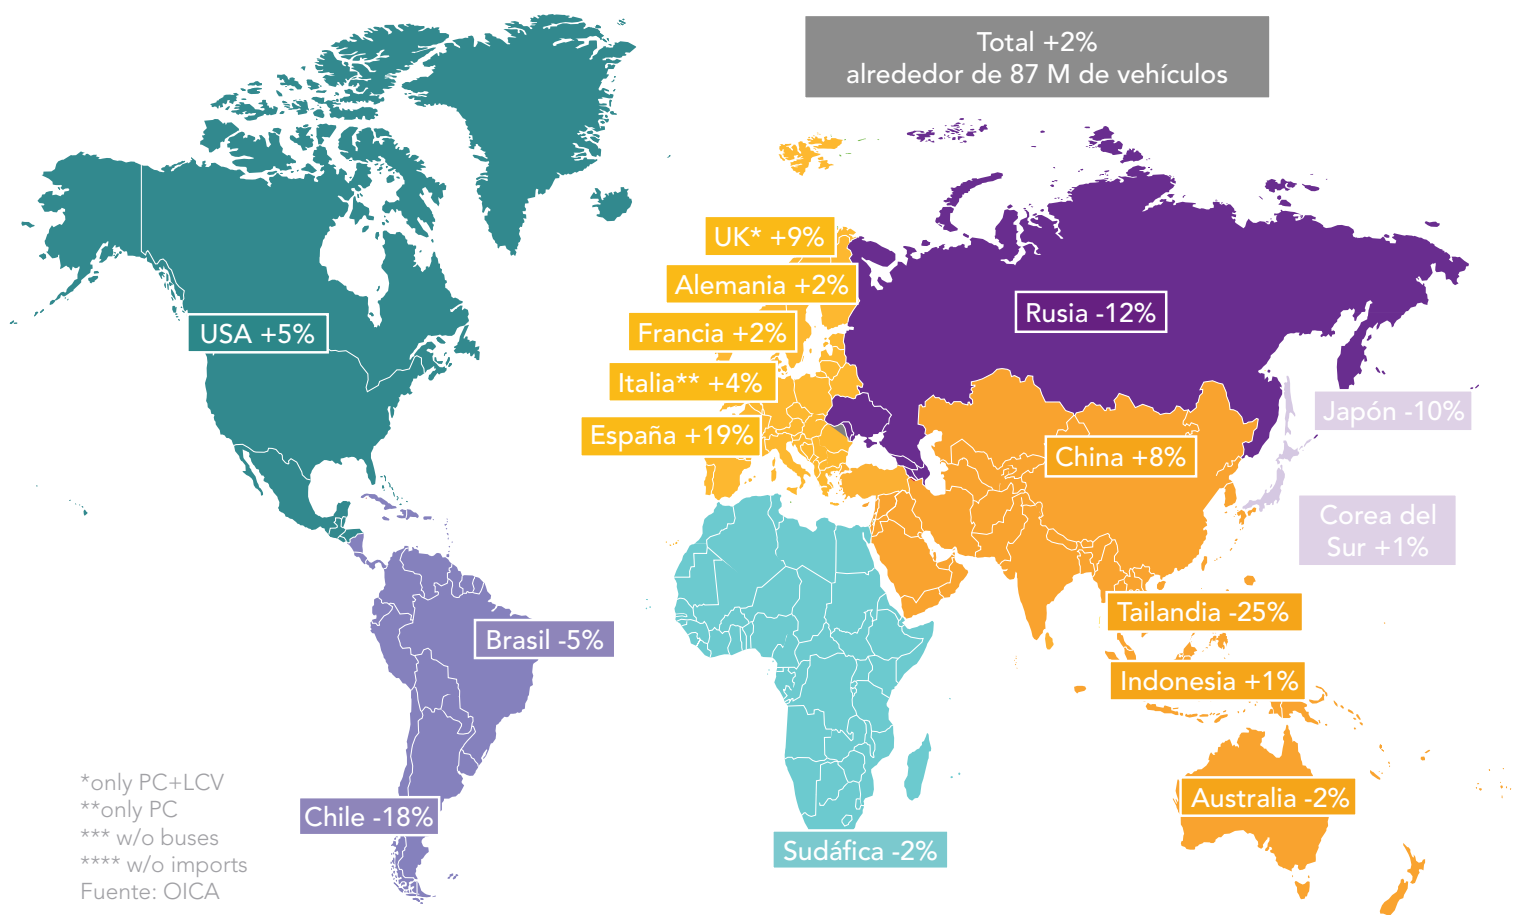 Total +2%
alrededor de 87 M de vehículos
UK* +9%
Alemania +2%
Francia +2%
Italia** +4%
España +19%
USA +5%
Rusia -12%
Japón -10%
China +8%
Corea del
Sur +1%
Tailandia -25%
Indonesia +1%
Australia -2%
Brasil -5%
Chile -18%
Sudáfica -2%
*only PC+LCV
**only PC
*** w/o buses
**** w/o imports
Fuente: OICA